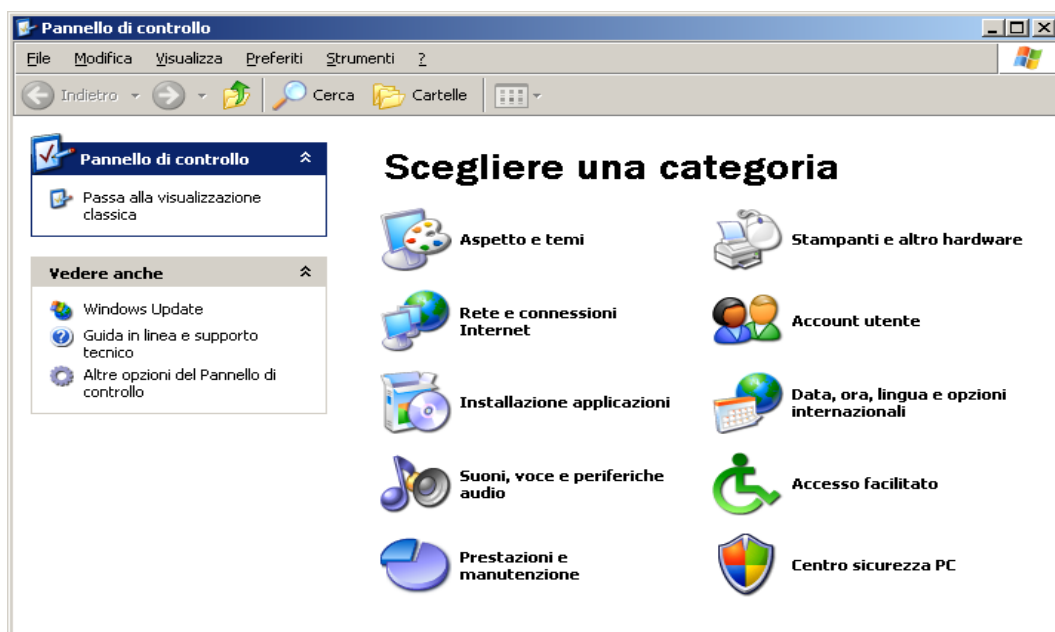 Pannello di controllo
File Modifica Visualizza Preferiti Strumenti ?
Indietro Cerca Cartelle
Pannello di controllo
Passa alla visualizzazione
classica
Vedere anche
Windows Update
Guida in linea e supporto
tecnico
Altre opzioni del Pannello di
controllo
Scegliere una categoria
Aspetto e temi
Stampanti e altro hardware
Rete e connessioni
Internet
Account utente
Installazione applicazioni
Data, ora, lingua e opzioni
internazionali
Suoni, voce e periferiche
audio
Accesso facilitato
Prestazioni e
manutenzione
Centro sicurezza PC